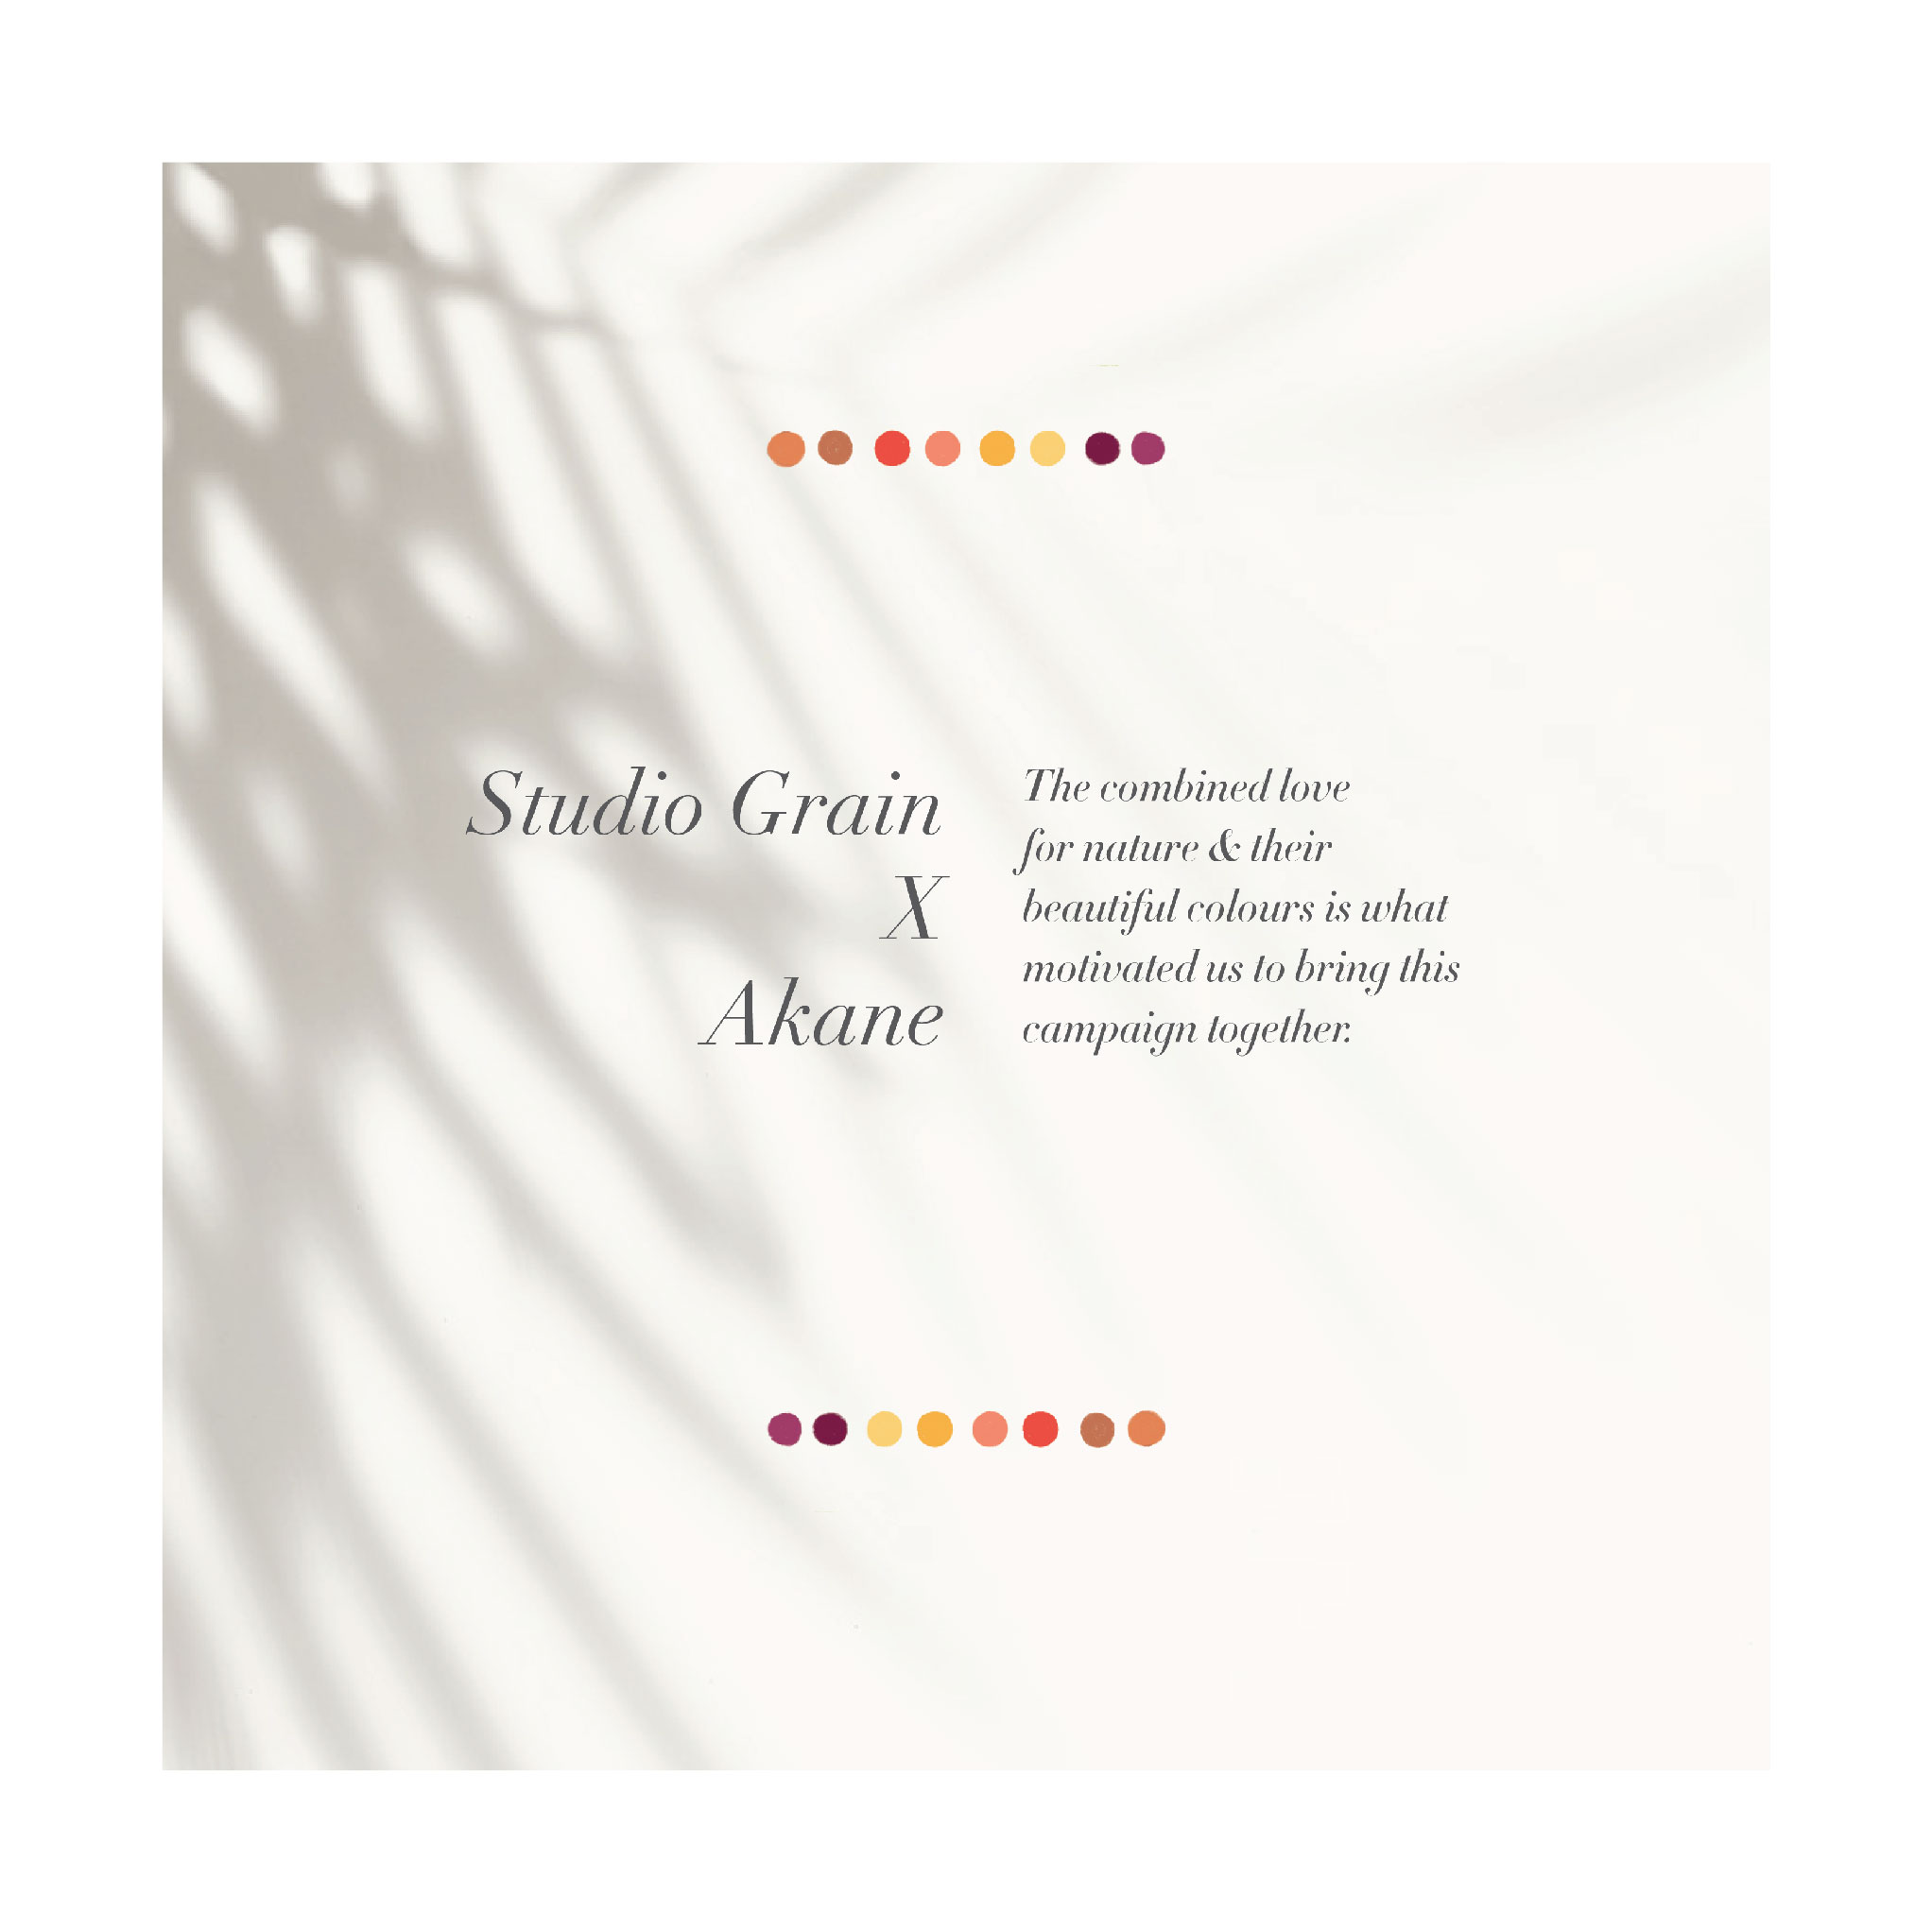 Studio Grain
X
Akane
The combined love
for nature & their
beautiful colours is what
motivated us to bring this
campaign together.